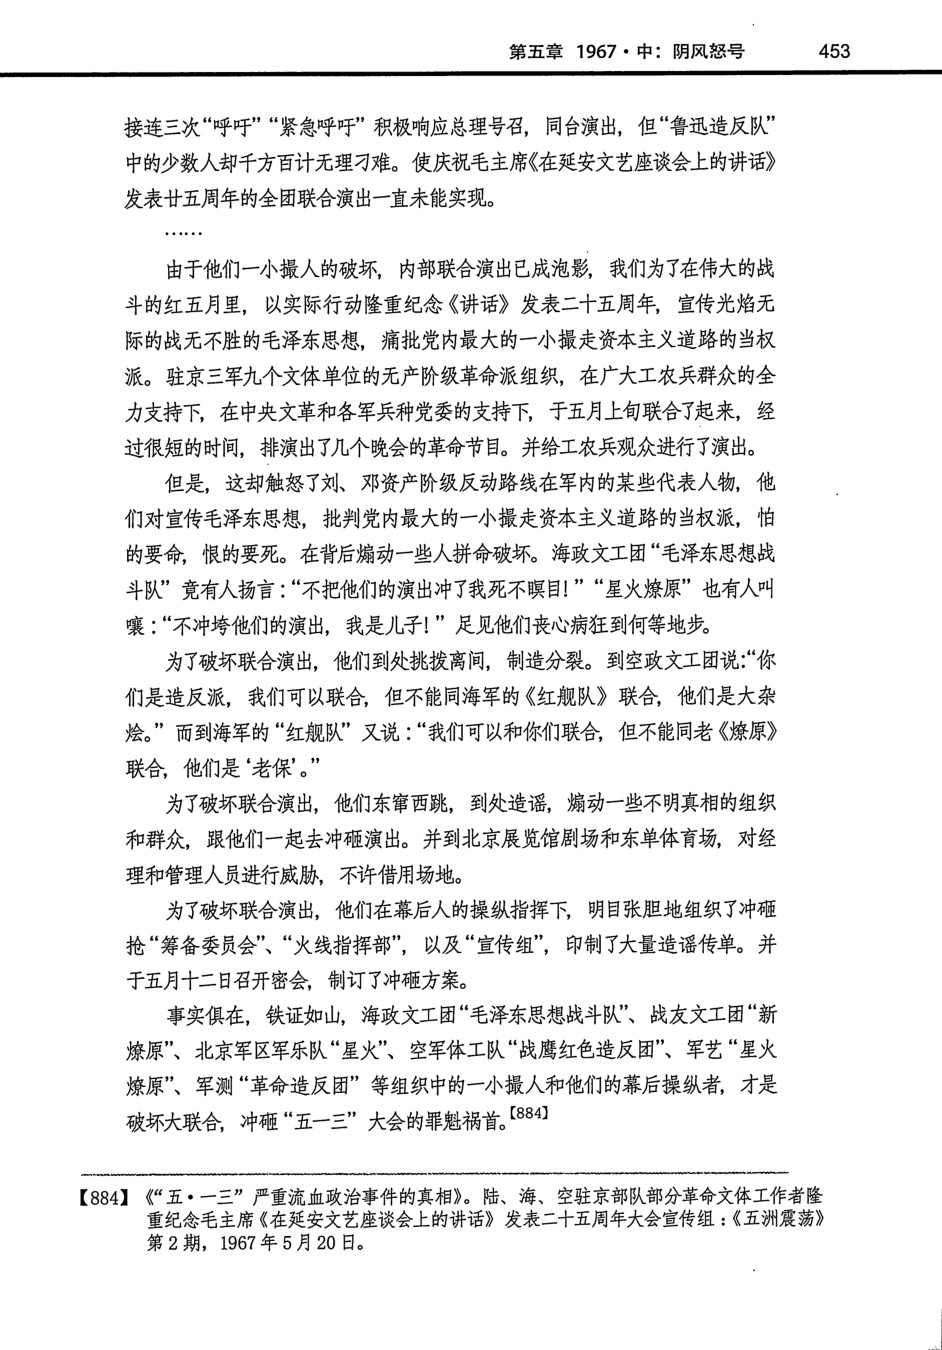 第五章 1967·中：阴风怒号 453
接连三次“呼吁”“紧急呼吁”积极响应总理号召，同台演出，但“鲁迅造反队”
中的少数人却千方百计无理刁难。使庆祝毛主席《在延安文艺座谈会上的讲话》
发表廿五周年的全团联合演出一直未能实现。
……
由于他们一小撮人的破坏，内部联合演出已成泡影，我们为了在伟大的战
斗的红五月里，以实际行动隆重纪念《讲话》发表二十五周年，宣传光焰无
际的战无不胜的毛泽东思想，痛批党内最大的一小撮走资本主义道路的当权
派。驻京三军九个文体单位的无产阶级革命派组织，在广大工农兵群众的全
力支持下，在中央文革和各军兵种党委的支持下，于五月上旬联合了起来，经
过很短的时间，排演出了几个晚会的革命节目。并给工农兵观众进行了演出。
但是，这却触怒了刘、邓资产阶级反动路线在军内的某些代表人物，他
们对宣传毛泽东思想，批判党内最大的一小撮走资本主义道路的当权派，怕
的要命，恨的要死。在背后煽动一些人拼命破坏。海政文工团“毛泽东思想战
斗队”竟有人扬言：“不把他们的演出冲了我死不瞑目！”“星火燎原”也有人叫
嚷：“不冲垮他们的演出，我是儿子！”足见他们丧心病狂到何等地步。
为了破坏联合演出，他们到处挑拨离间，制造分裂。到空政文工团说：“你
们是造反派，我们可以联合，但不能同海军的《红舰队》联合，他们是大杂
烩。”而到海军的“红舰队”又说：“我们可以和你们联合，但不能同老《燎原》
联合，他们是‘老保’。”
为了破坏联合演出，他们东窜西跳，到处造谣，煽动一些不明真相的组织
和群众，跟他们一起去冲砸演出。并到北京展览馆剧场和东单体育场，对经
理和管理人员进行威胁，不许借用场地。
为了破坏联合演出，他们在幕后人的操纵指挥下，明目张胆地组织了冲砸
抢“筹备委员会”、“火线指挥部”，以及“宣传组”，印制了大量造谣传单。并
于五月十二日召开密会，制订了冲砸方案。
事实俱在，铁证如山，海政文工团“毛泽东思想战斗队”、战友文工团“新
燎原”、北京军区军乐队“星火”、空军体工队“战鹰红色造反团”、军艺“星火
燎原”、军测“革命造反团”等组织中的一小撮人和他们的幕后操纵者，才是
破坏大联合，冲砸“五一三”大会的罪魁祸首。【884】
【884】《“五·一三”严重流血政治事件的真相》。陆、海、空驻京部队部分革命文体工作者隆
重纪念毛主席《在延安文艺座谈会上的讲话》发表二十五周年大会宣传组：《五洲震荡》
第 2 期，1967 年 5 月 20 日。